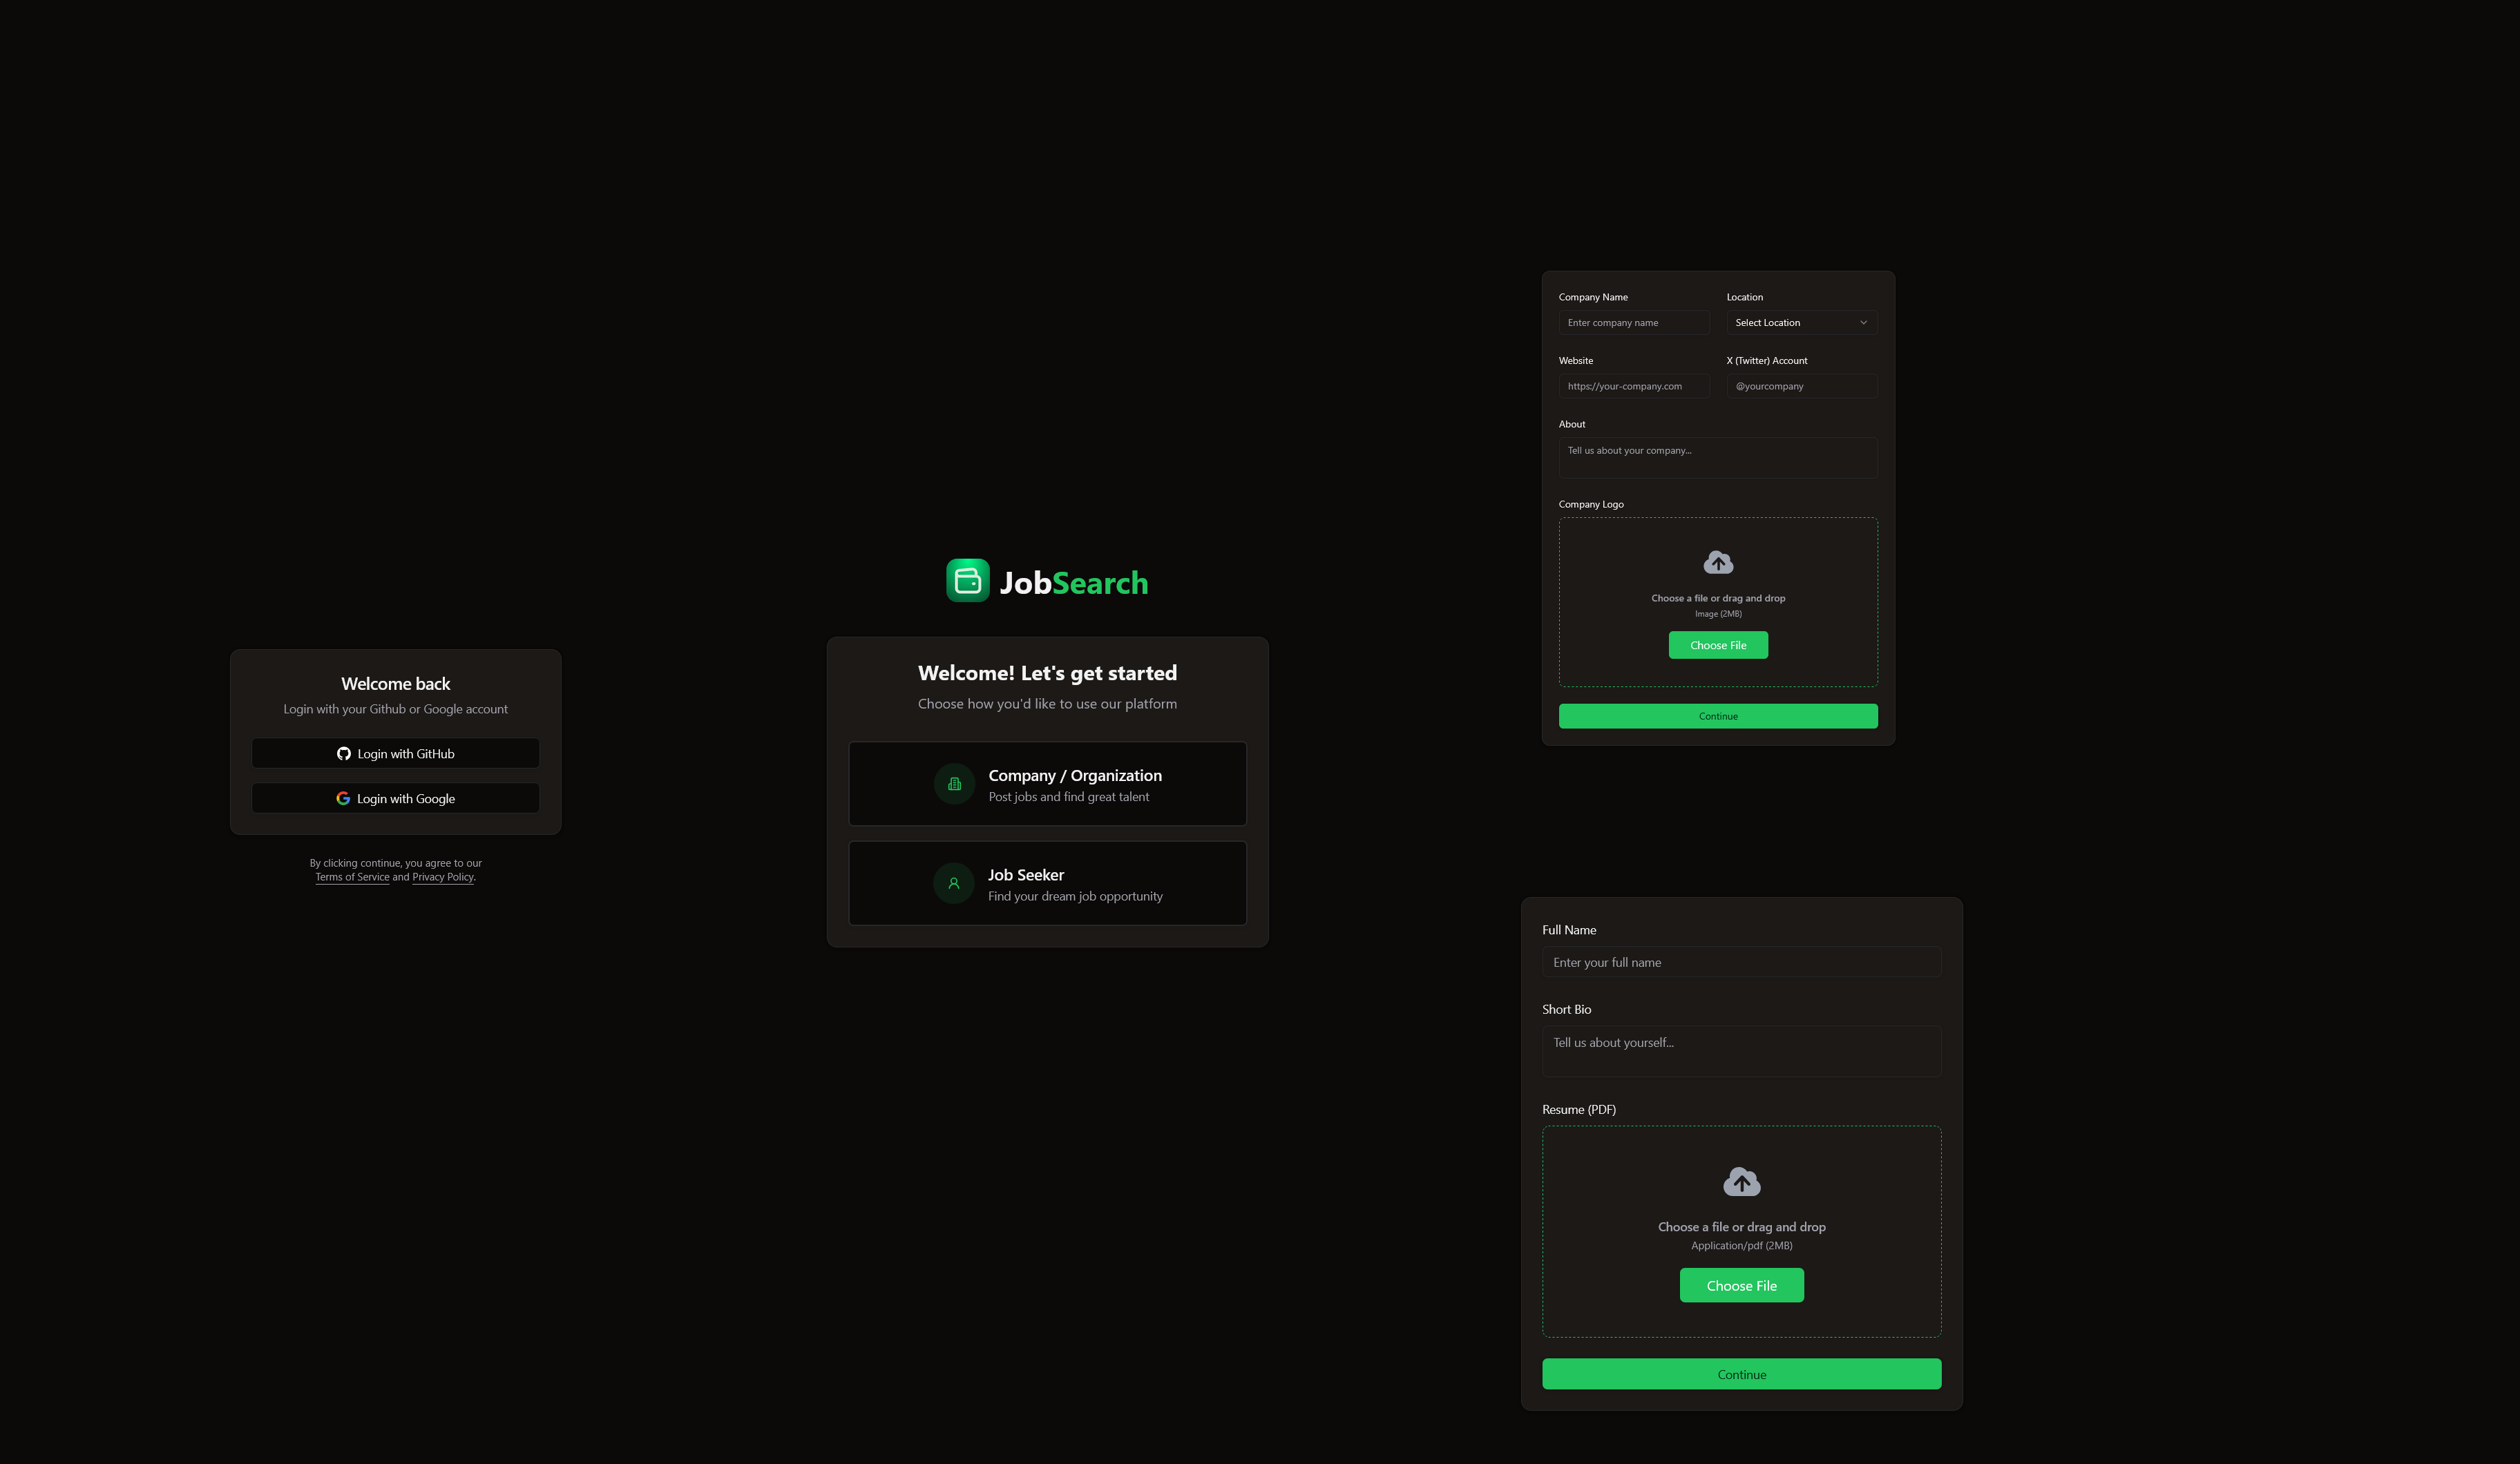 Welcome back
Login with your Github or Google account
Login with GitHub
Login with Google
By clicking continue, you agree to our
Terms of Service and Privacy Policy.
JobSearch
Welcome! Let's get started
Choose how you'd like to use our platform
Company / Organization
Post jobs and find great talent
Job Seeker
Find your dream job opportunity
Company Name
Location
Enter company name
Select Location
Website
X (Twitter) Account
https://your-company.com
@yourcompany
About
Tell us about your company...
Company Logo
Choose a file or drag and drop
Image (2MB)
Choose File
Continue
Full Name
Enter your full name
Short Bio
Tell us about yourself...
Resume (PDF)
Choose a file or drag and drop
Application/pdf (2MB)
Choose File
Continue